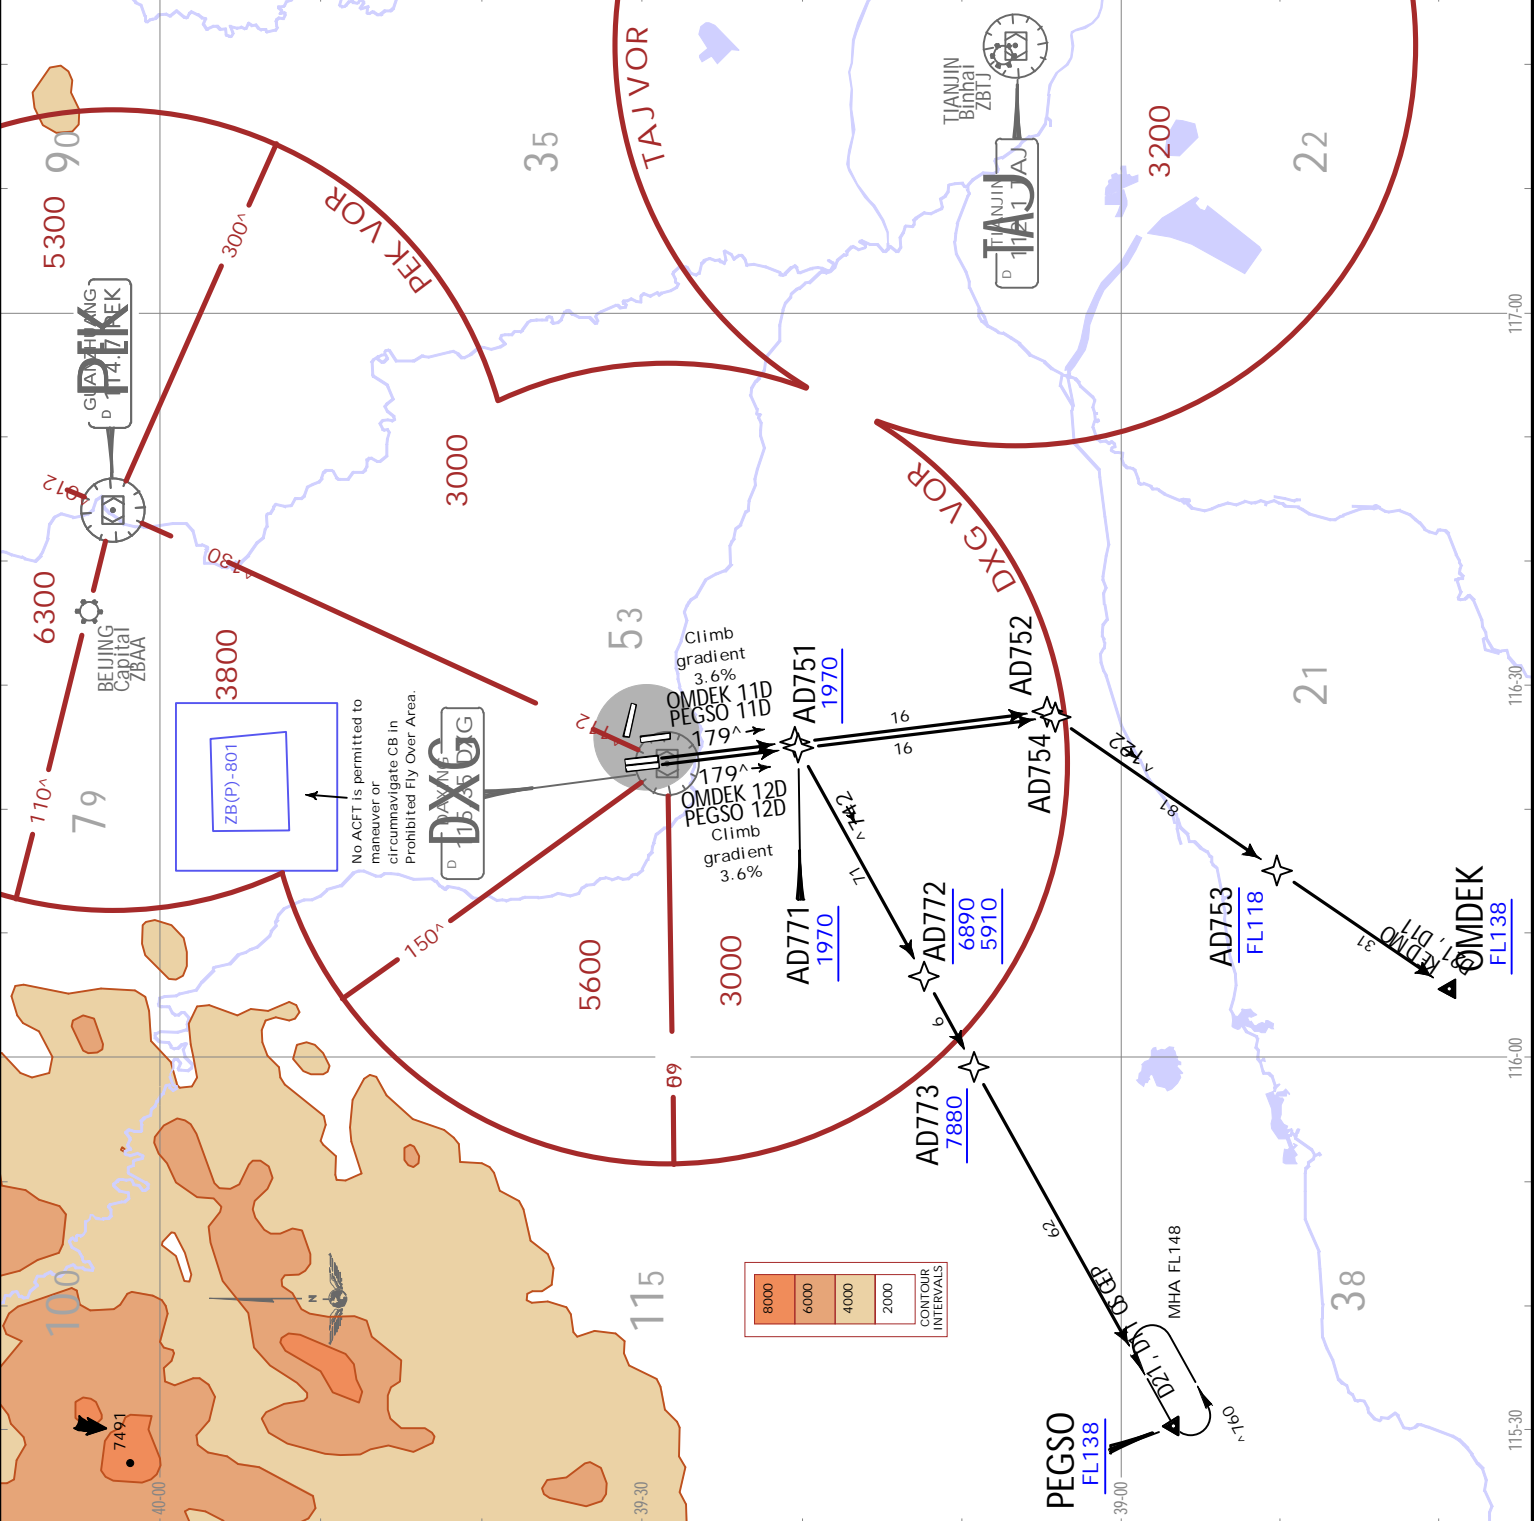 5300
90
35
TAJ VOR
TIANJIN
Binhai
ZBTJ
3200
22
300^
PEK VOR
PEK
D
TAJ
D
117-00
3000
DXG VOR
6300
BEIJING
Capital
ZBAA
3800
53
21
116-30
110^
79
ZB(P)-801
No ACFT is permitted to
maneuver or
circumnavigate CB in
Prohibited Fly Over Area.
DXG
D
Climb
gradient
3.6%
OMDEK 11D
PEGSO 11D
179^
179^
OMDEK 12D
PEGSO 12D
Climb
gradient
3.6%
AD751
1970
16
16
AD752
AD754
AD771
1970
AD772
6890
5910
AD753
FL118
OMDEK
FL138
150^
5600
3000
AD773
7880
116-00
100
N
115
8000
6000
4000
2000
CONTOUR
INTERVALS
MHA FL148
38
7491
PEGSO
FL138
40-00
39-30
39-00
115-30